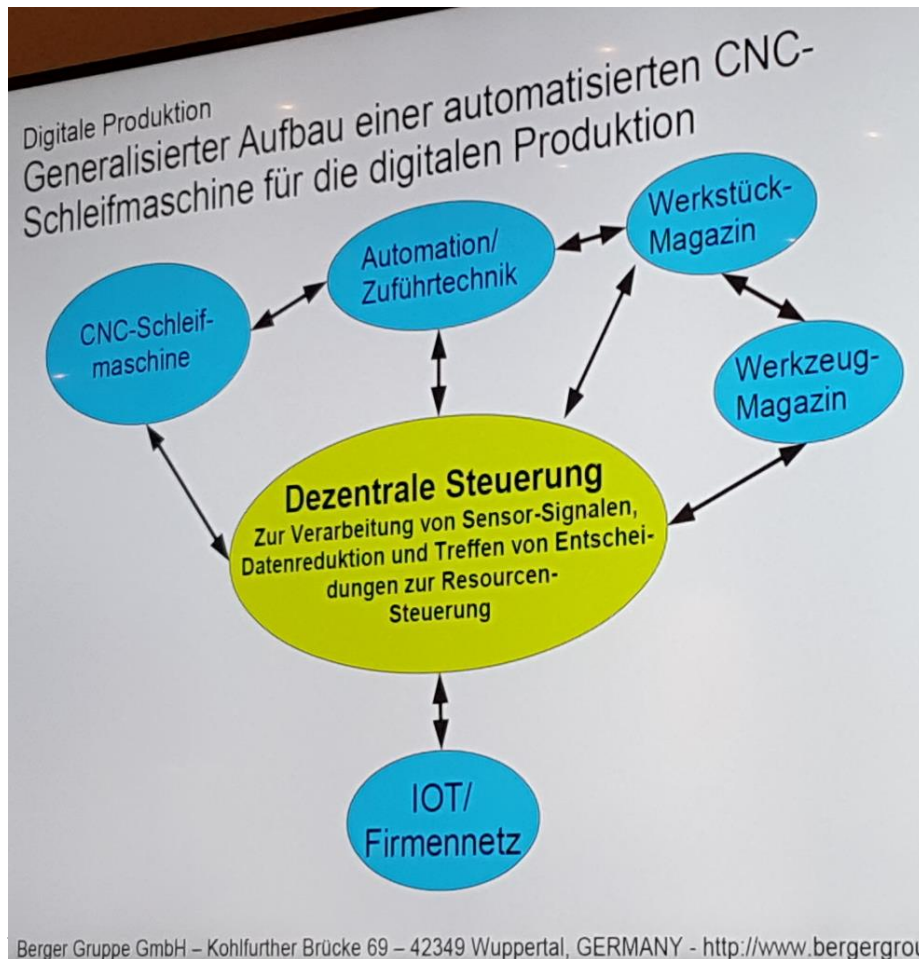 Digitale Produktion
Generalisierter Aufbau einer automatisierten CNC-
Schleifmaschine für die digitalen Produktion
Werkstück-
Magazin
Automation/
Zuführtechnik
CNC-Schleif-
maschine
Werkzeug-
Magazin
Dezentrale Steuerung
Zur Verarbeitung von Sensor-Signalen,
Datenreduktion und Treffen von Entschei-
dungen zur Resourcen-
Steuerung
IOT/
Firmennetz
Berger Gruppe GmbH – Kohlfurther Brücke 69 – 42349 Wuppertal, GERMANY - http://www.bergergrou